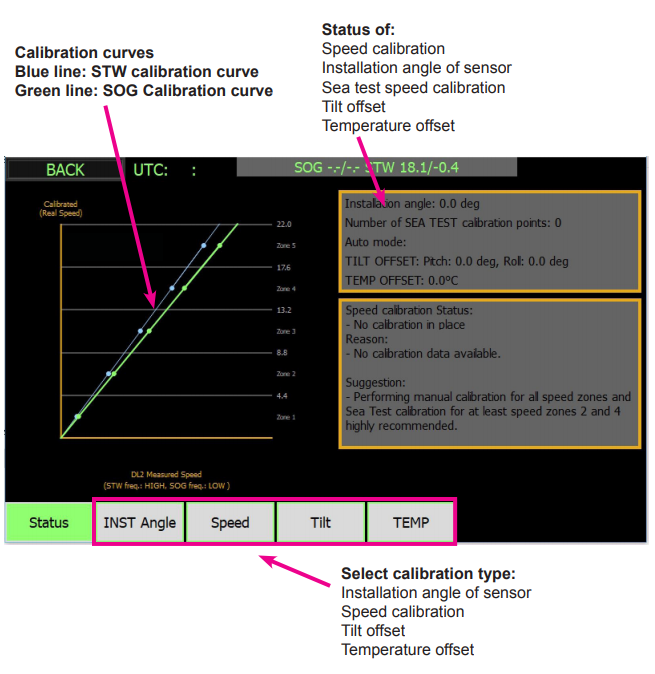 Status of:
Speed calibration
Installation angle of sensor
Sea test speed calibration
Tilt offset
Temperature offset
Calibration curves
Blue line: STW calibration curve
Green line: SOG Calibration curve
BACK
UTC: :
SOG -.-/-.- STW 18.1/-0.4
Calibrated
(Real Speed)
22.0
Zone 5
17.6
Zone 4
13.2
Zone 3
8.8
Zone 2
4.4
Zone 1
DL2 Measured Speed
(STW freq.: HIGH, SOG freq.: LOW )
Installation angle: 0.0 deg
Number of SEA TEST calibration points: 0
Auto mode:
TILT OFFSET: Pitch: 0.0 deg, Roll: 0.0 deg
TEMP OFFSET: 0.0ºC
Speed calibration Status:
- No calibration in place
Reason:
- No calibration data available.
Suggestion:
- Performing manual calibration for all speed zones and
Sea Test calibration for at least speed zones 2 and 4
highly recommended.
Status
INST Angle
Speed
Tilt
TEMP
Select calibration type:
Installation angle of sensor
Speed calibration
Tilt offset
Temperature offset